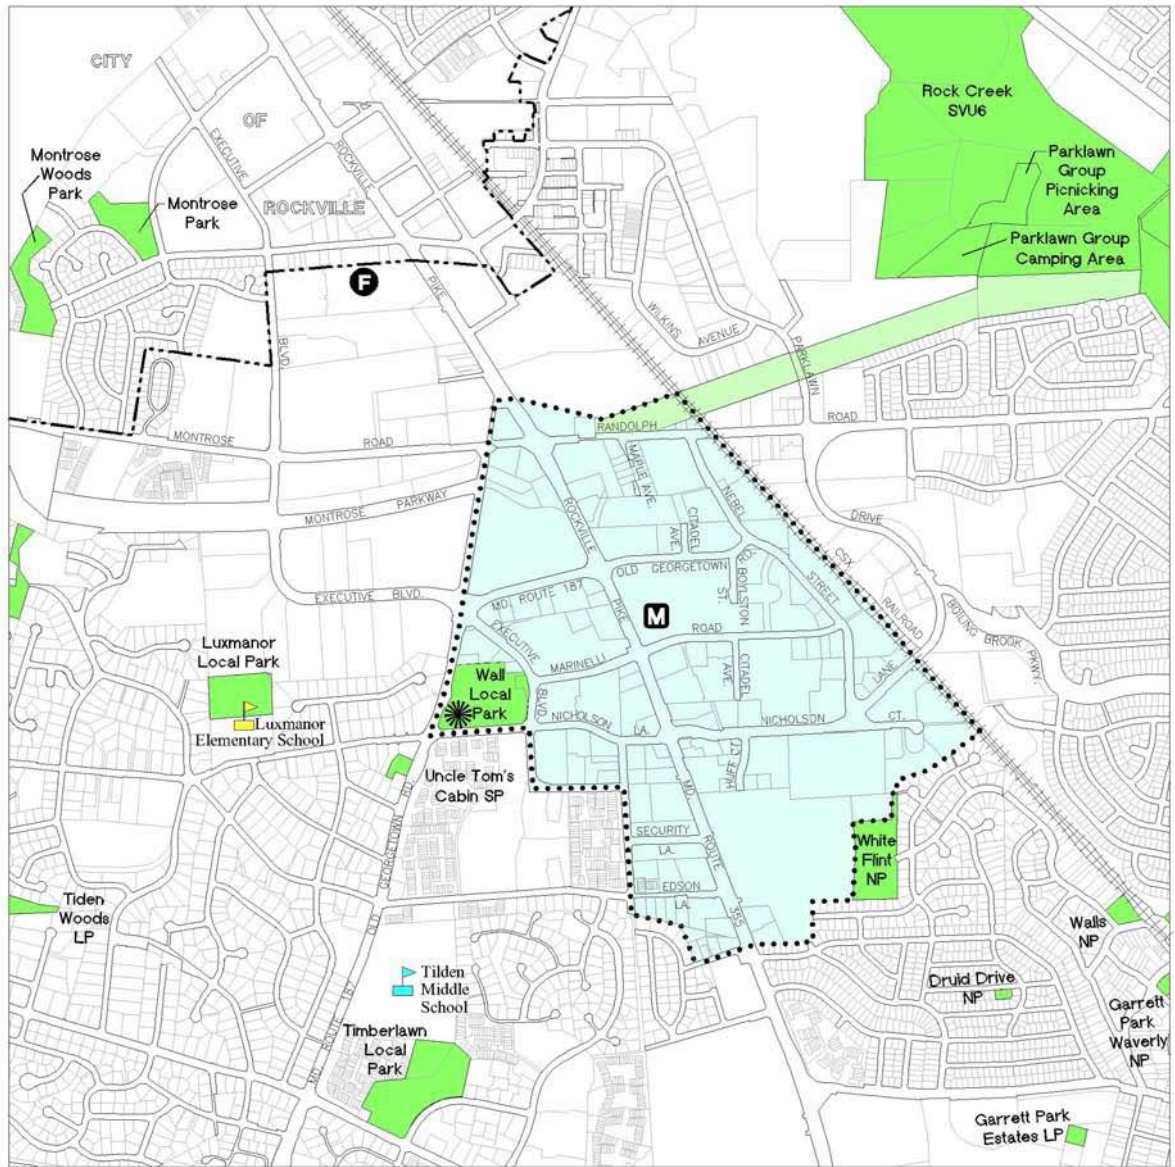 CITY
OF
ROCKVILLE
Rock Creek
SVU6
Parklawn
Group
Picnicking
Area
Parklawn Group
Camping Area
Montrose
Woods
Park
Montrose
Park
EXECUTIVE
BLVD.
ROCKVILLE
PIKE
F
WILKINS
AVENUE
PARKLAWN
DRIVE
MONTROSE
ROAD
RANDOLPH
ROAD
MONTROSE
PARKWAY
MAPLE AVE.
NEBEL
STREET
CITADEL
AVE.
ROCKVILLE
PIKE
OLD
GEORGETOWN
RD.
MD. ROUTE 187
BOYLSTON
ST.
CSX
RAILROAD
BOILING BROOK
PKWY.
EXECUTIVE
BLVD.
M
EXECUTIVE
BLVD
MARINELLI
ROAD
CITADEL
AVE
LANE
Luxmanor
Local Park
Luxmanor
Elementary School
Wall
Local
Park
NICHOLSON
LA.
NICHOLSON
CT.
HUFF CT.
Uncle Tom's
Cabin SP
MD.
ROUTE
355
SECURITY
LA.
EDSON
LA.
White
Flint
NP
OLD
GEORGETOWN
RD.
MD. ROUTE 187
Tiden
Woods
LP
Tilden
Middle
School
Timberlawn
Local
Park
Walls
NP
Druid Drive
NP
Garrett
Park
Waverly
NP
Garrett Park
Estates LP